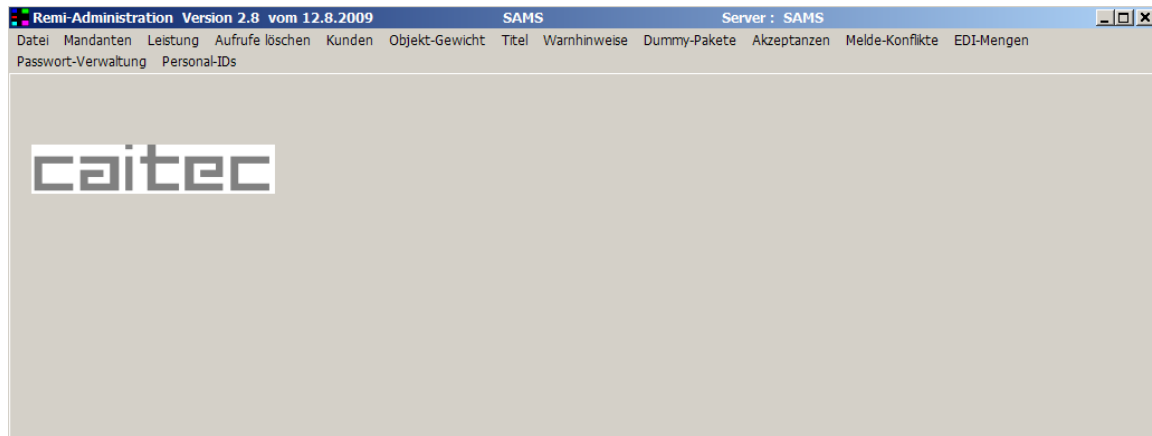 Remi-Administration Version 2.8 vom 12.8.2009 SAMS Server : SAMS
Datei Mandanten Leistung Aufrufe löschen Kunden Objekt-Gewicht Titel Warnhinweise Dummy-Pakete Akzeptanzen Melde-Konflikte EDI-Mengen
Passwort-Verwaltung Personal-IDs
caitec